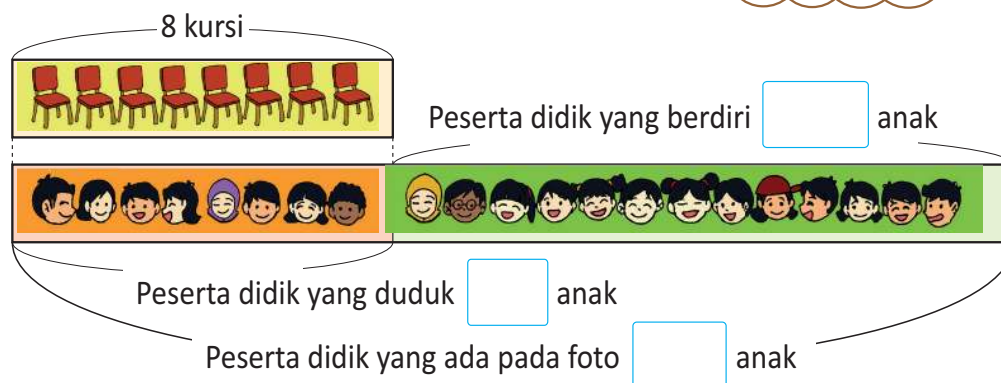 8 kursi
Peserta didik yang berdiri anak
Peserta didik yang duduk anak
Peserta didik yang ada pada foto anak